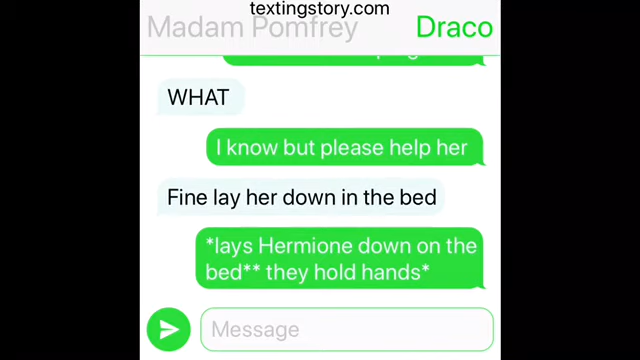 textingstory.com
Madam Pomfrey Draco
WHAT
I know but please help her
Fine lay her down in the bed
*lays Hermione down on the
bed** they hold hands*
Message